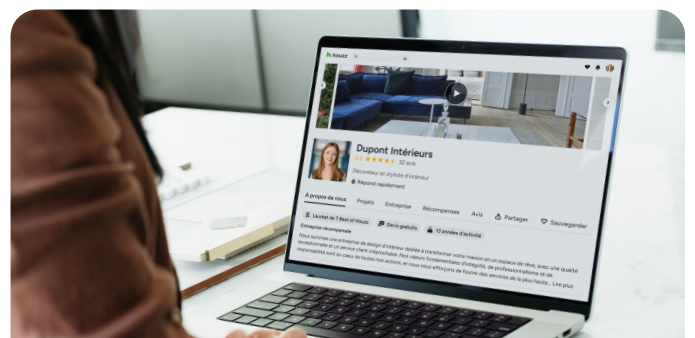 houzz
Dupont Intérieurs
32 avis
Décorateur et styliste d'intérieur
Répond rapidement
À propos de nous Projets Entreprise Récompenses Avis Partager Sauvegarder
Lauréat de 7 Best of Houzz Devis gratuits 13 années d'activité
Entreprise récompensée
Nous sommes une entreprise de design d'intérieur dédiée à transformer votre maison en un espace de rêve, avec une qualité
exceptionnelle et un service client irréprochable. Nos valeurs fondamentales d'intégrité, de professionnalisme et de
responsabilité sont au cœur de toutes nos actions, et nous nous efforçons de fournir des services de la plus haute... Lire plus